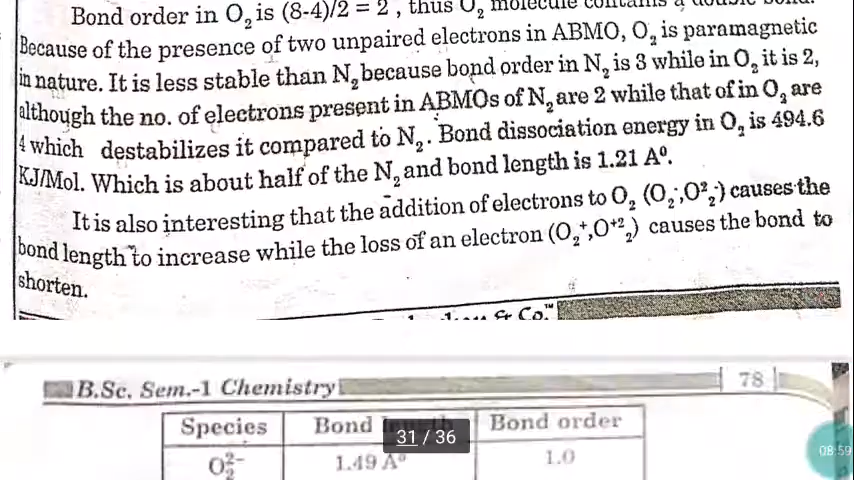 Bond order in O₂ is (8-4)/2 = 2 , thus O₂ molecule contains a double bond.
Because of the presence of two unpaired electrons in ABMO, O₂ is paramagnetic
in nature. It is less stable than N₂ because bond order in N₂ is 3 while in O₂ it is 2,
although the no. of electrons present in ABMOs of N₂ are 2 while that of in O₂ are
4 which destabilizes it compared to N₂. Bond dissociation energy in O₂ is 494.6
KJ/Mol. Which is about half of the N₂ and bond length is 1.21 A⁰.
It is also interesting that the addition of electrons to O₂ (O₂⁻,O²₂⁻) causes the
bond length to increase while the loss of an electron (O₂⁺,O⁺²₂) causes the bond to
shorten.
& Co.™
B.Sc. Sem.-1 Chemistry 78
Species Bond Bond order
O₂²⁻ 1.49 A° 1.0
31 / 36
08:59